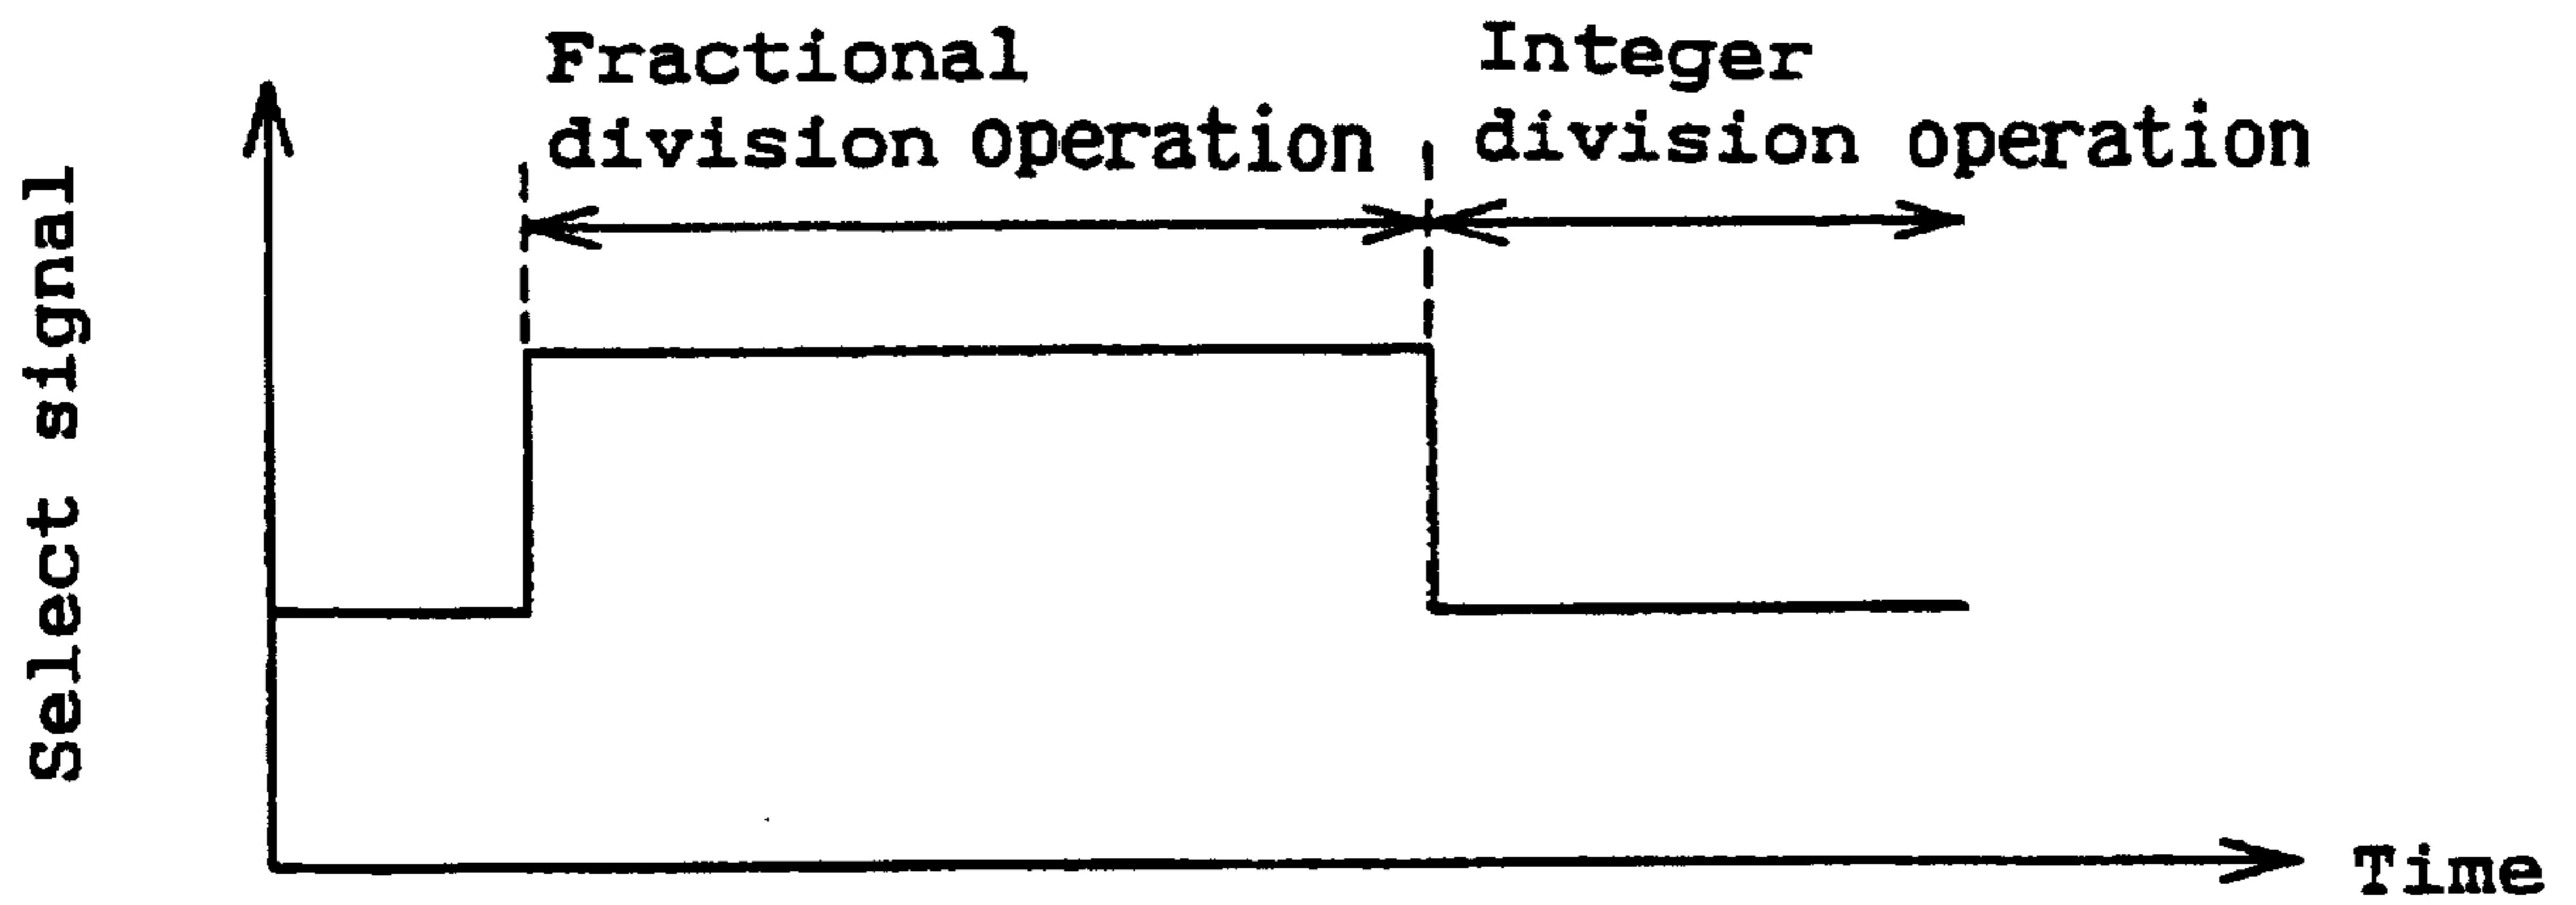 Fractional
division operation
Integer
division operation
Select signal
Time